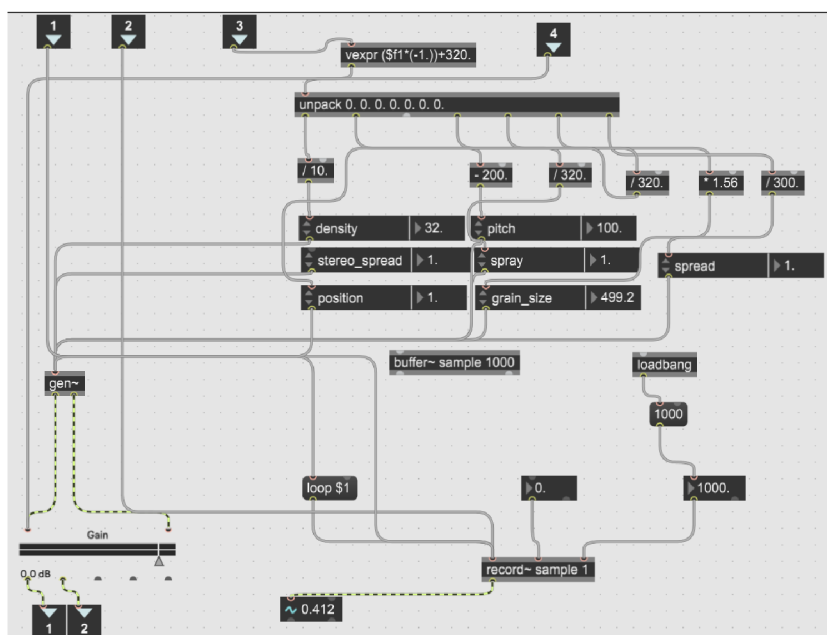 1
2
3
4
vexpr ($f1*(-1.))+320.
unpack 0. 0. 0. 0. 0. 0. 0.
/ 10.
- 200.
/ 320.
/ 320.
* 1.56
/ 300.
density 32.
pitch 100.
stereo_spread 1.
spray 1.
spread 1.
position 1.
grain_size 499.2
buffer~ sample 1000
loadbang
gen~
1000
loop $1
0.
1000.
Gain
record~ sample 1
0.0 dB
0.412
1
2